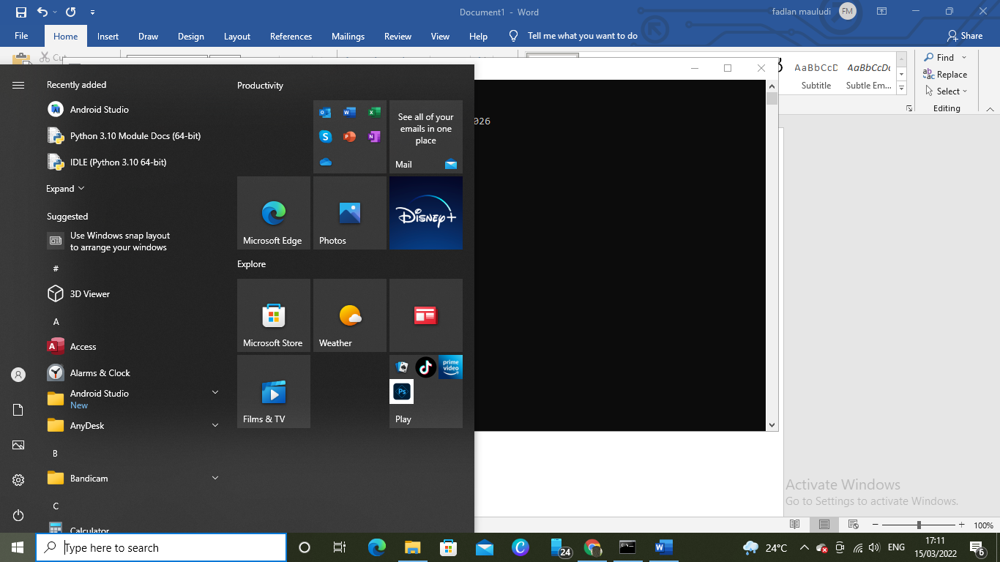 Document1 - Word
fadlan mauludi
FM
File
Home
Insert
Draw
Design
Layout
References
Mailings
Review
View
Help
Tell me what you want to do
Share
Cut
Find
Replace
Select
Editing
AaBbCcD
AaBbCcDc
Subtitle
Subtle Em...
026
Recently added
Android Studio
Python 3.10 Module Docs (64-bit)
IDLE (Python 3.10 64-bit)
Expand
Suggested
Use Windows snap layout
to arrange your windows
#
3D Viewer
A
Access
Alarms & Clock
Android Studio
New
AnyDesk
B
Bandicam
C
Calculator
Productivity
See all of your
emails in one
place
Mail
Microsoft Edge
Photos
Disney+
Explore
Microsoft Store
Weather
Films & TV
prime
video
Ps
Play
Activate Windows
Go to Settings to activate Windows.
100%
Type here to search
24
24°C
ENG
17:11
15/03/2022
6